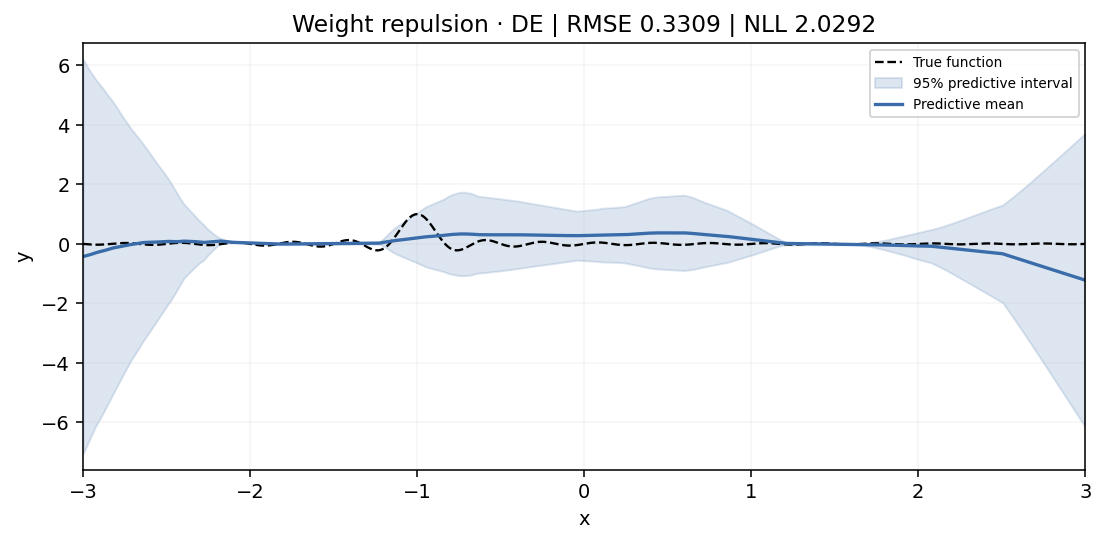 Weight repulsion · DE | RMSE 0.3309 | NLL 2.0292
True function
95% predictive interval
Predictive mean
6
4
2
0
−2
−4
−6
y
−3
−2
−1
0
1
2
3
x